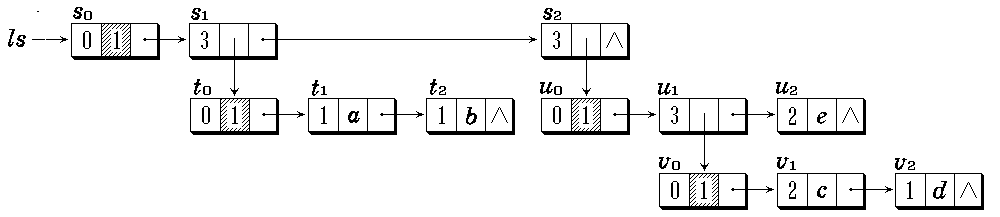 s₀ s₁ s₂
ls 0 1 3 3 ∧
t₀ t₁ t₂ u₀ u₁ u₂
0 1 1 a 1 b ∧ 0 1 3 2 e ∧
v₀ v₁ v₂
0 1 2 c 1 d ∧